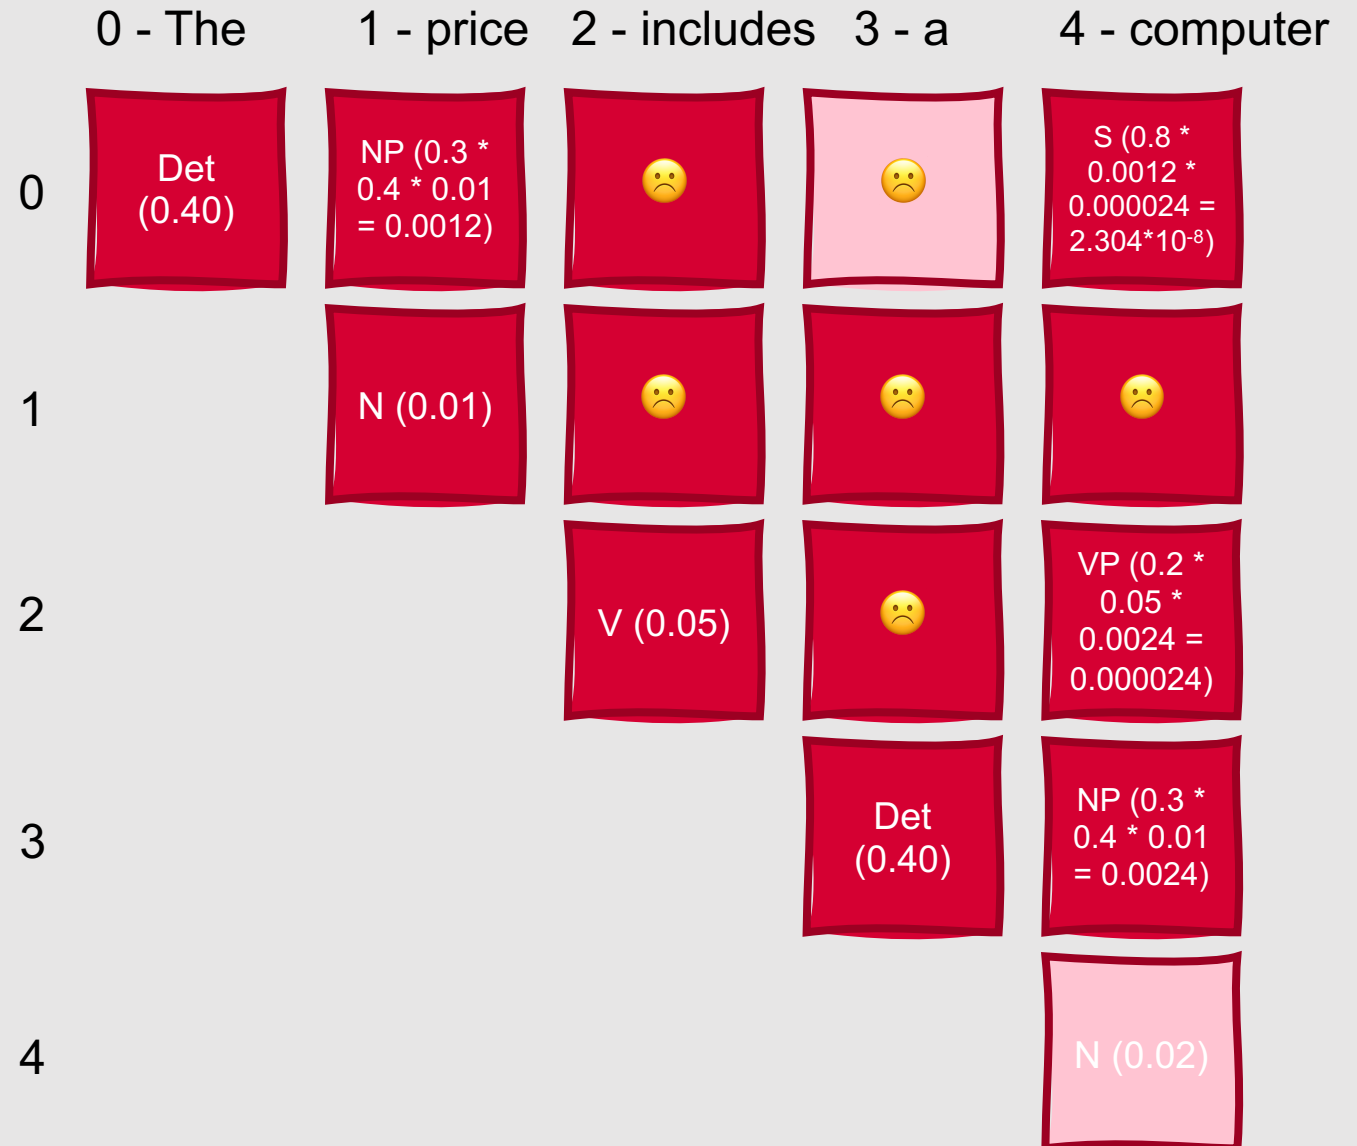 0 - The 1 - price 2 - includes 3 - a 4 - computer
0
Det
(0.40)
NP (0.3 *
0.4 * 0.01
= 0.0012)
S (0.8 *
0.0012 *
0.000024 =
2.304*10⁻⁸)
1
N (0.01)
2
V (0.05)
VP (0.2 *
0.05 *
0.0024 =
0.000024)
3
Det
(0.40)
NP (0.3 *
0.4 * 0.01
= 0.0024)
4
N (0.02)